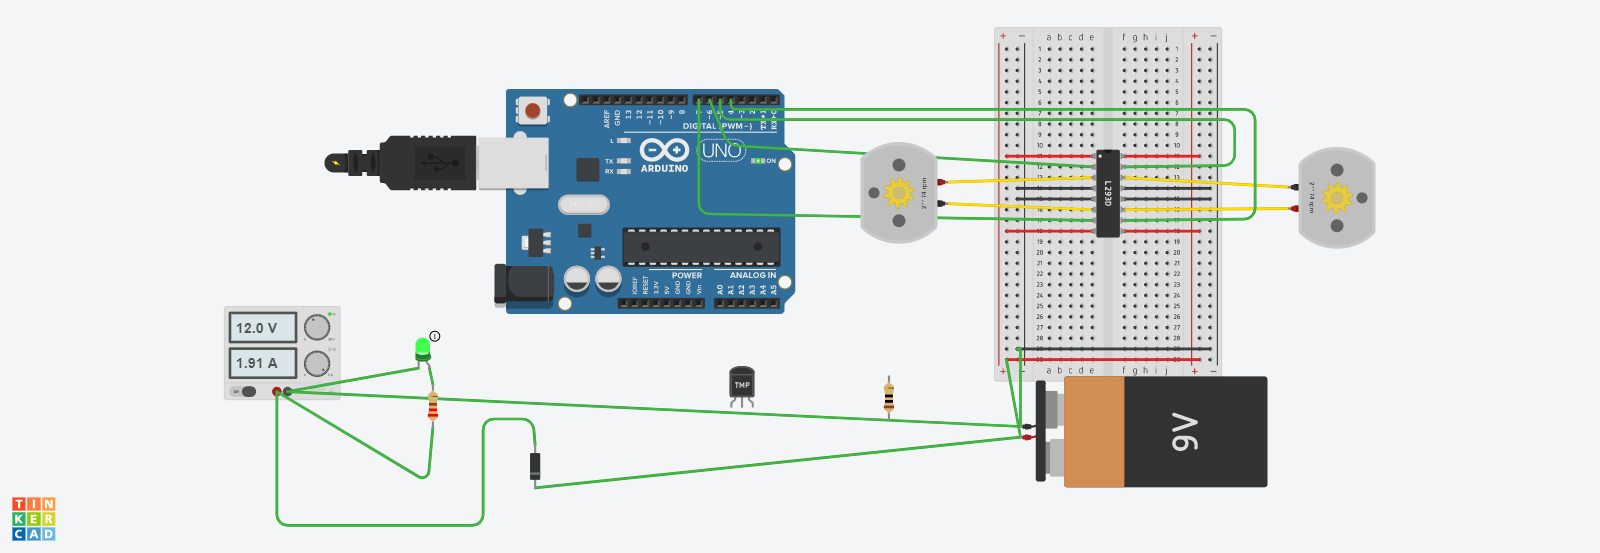 + − a b c d e f g h i j + −
AREF
GND
13
12
~11
~10
~9
8
7
~6
~5
4
~3
2
TX→1
RX←0
DIGITAL (PWM~)
L
TX
RX
UNO
ARDUINO
ON
L293D
POWER
ANALOG IN
IOREF
RESET
3.3V
5V
GND
GND
Vin
A0
A1
A2
A3
A4
A5
12.0 V
1.91 A
TMP
+ − a b c d e f g h i j + −
9V
TIN
KER
CAD